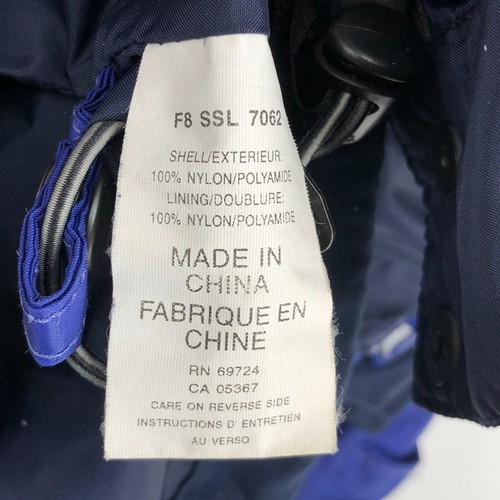 F8 SSL 7062
SHELL/EXTERIEUR:
100% NYLON/POLYAMIDE
LINING/DOUBLURE:
100% NYLON/POLYAMIDE
MADE IN
CHINA
FABRIQUE EN
CHINE
RN 69724
CA 05367
CARE ON REVERSE SIDE
INSTRUCTIONS D' ENTRETIEN
AU VERSO